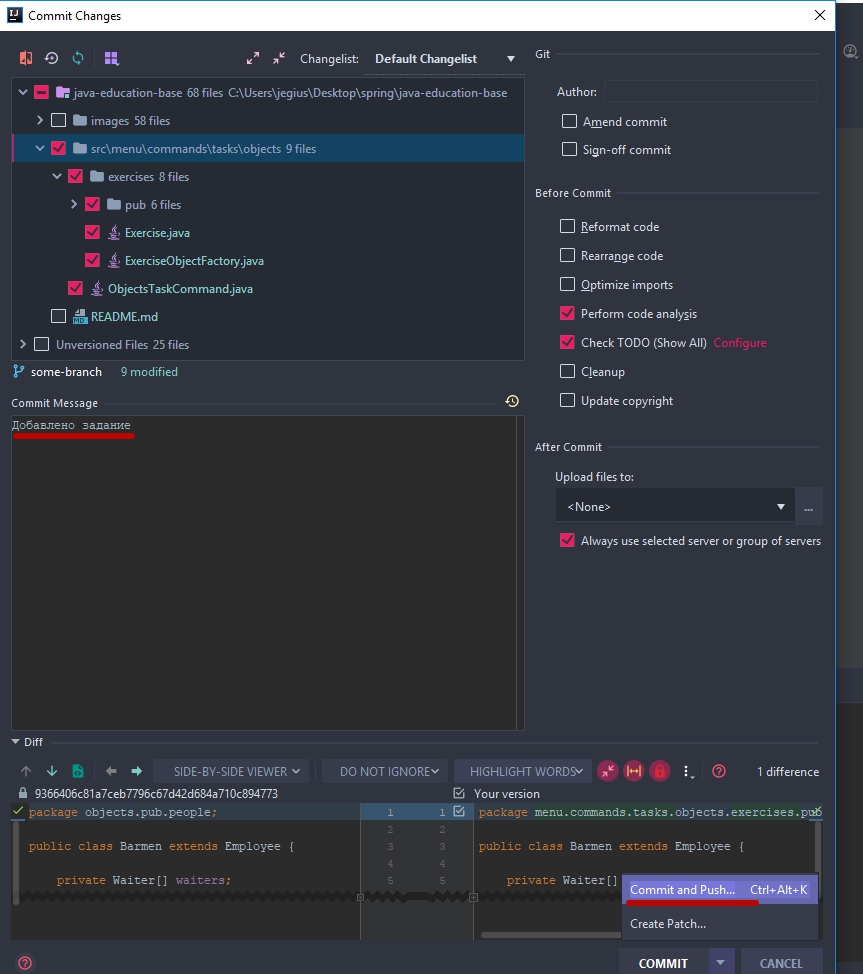 Commit Changes
Changelist: Default Changelist
java-education-base 68 files C:\Users\jegius\Desktop\spring\java-education-base
images 58 files
src\menu\commands\tasks\objects 9 files
exercises 8 files
pub 6 files
Exercise.java
ExerciseObjectFactory.java
ObjectsTaskCommand.java
README.md
Unversioned Files 25 files
some-branch 9 modified
Commit Message
Добавлено задание
Git
Author:
Amend commit
Sign-off commit
Before Commit
Reformat code
Rearrange code
Optimize imports
Perform code analysis
Check TODO (Show All) Configure
Cleanup
Update copyright
After Commit
Upload files to:
<None>
...
Always use selected server or group of servers
Diff
SIDE-BY-SIDE VIEWER DO NOT IGNORE HIGHLIGHT WORDS 1 difference
9366406c81a7ceb7796c67d42d684a710c894773 Your version
package objects.pub.people; 1 1 package menu.commands.tasks.objects.exercises.pub
2 2
public class Barmen extends Employee { 3 3 public class Barmen extends Employee {
4 4
private Waiter[] waiters; 5 5 private Waiter[]
Commit and Push... Ctrl+Alt+K
Create Patch...
COMMIT CANCEL